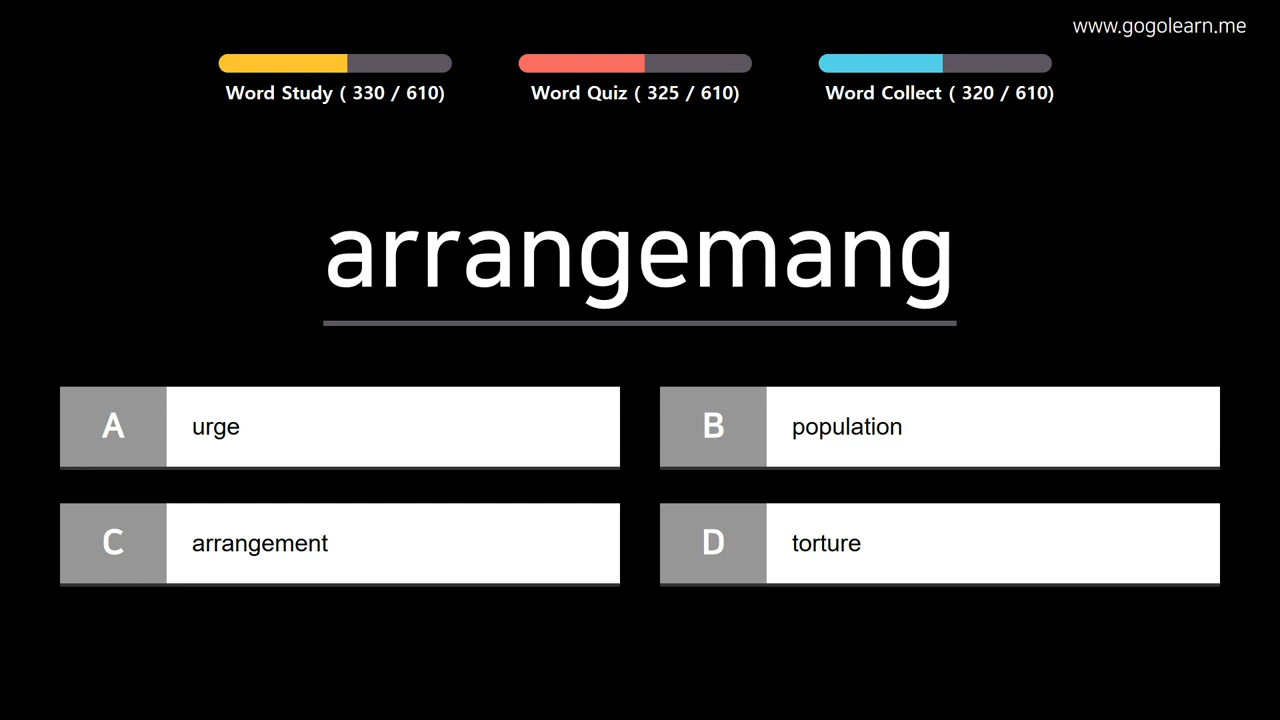 www.gogolearn.me
Word Study ( 330 / 610)
Word Quiz ( 325 / 610)
Word Collect ( 320 / 610)
arrangemang
A urge
B population
C arrangement
D torture